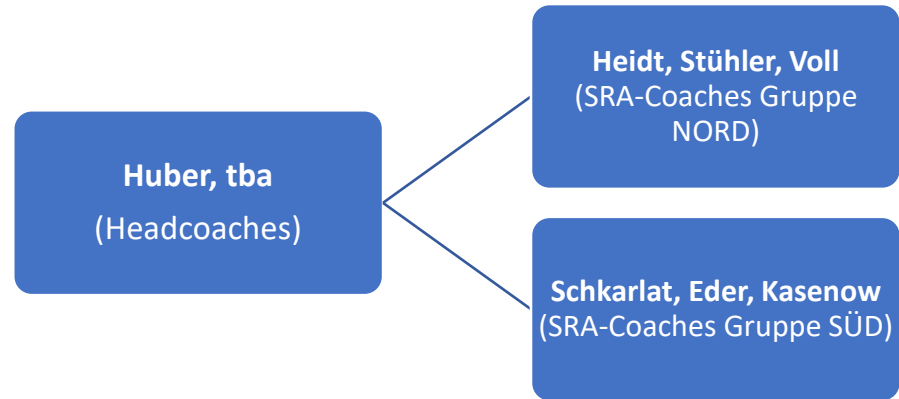 Huber, tba
(Headcoaches)
Heidt, Stühler, Voll
(SRA-Coaches Gruppe
NORD)
Schkarlat, Eder, Kasenow
(SRA-Coaches Gruppe SÜD)